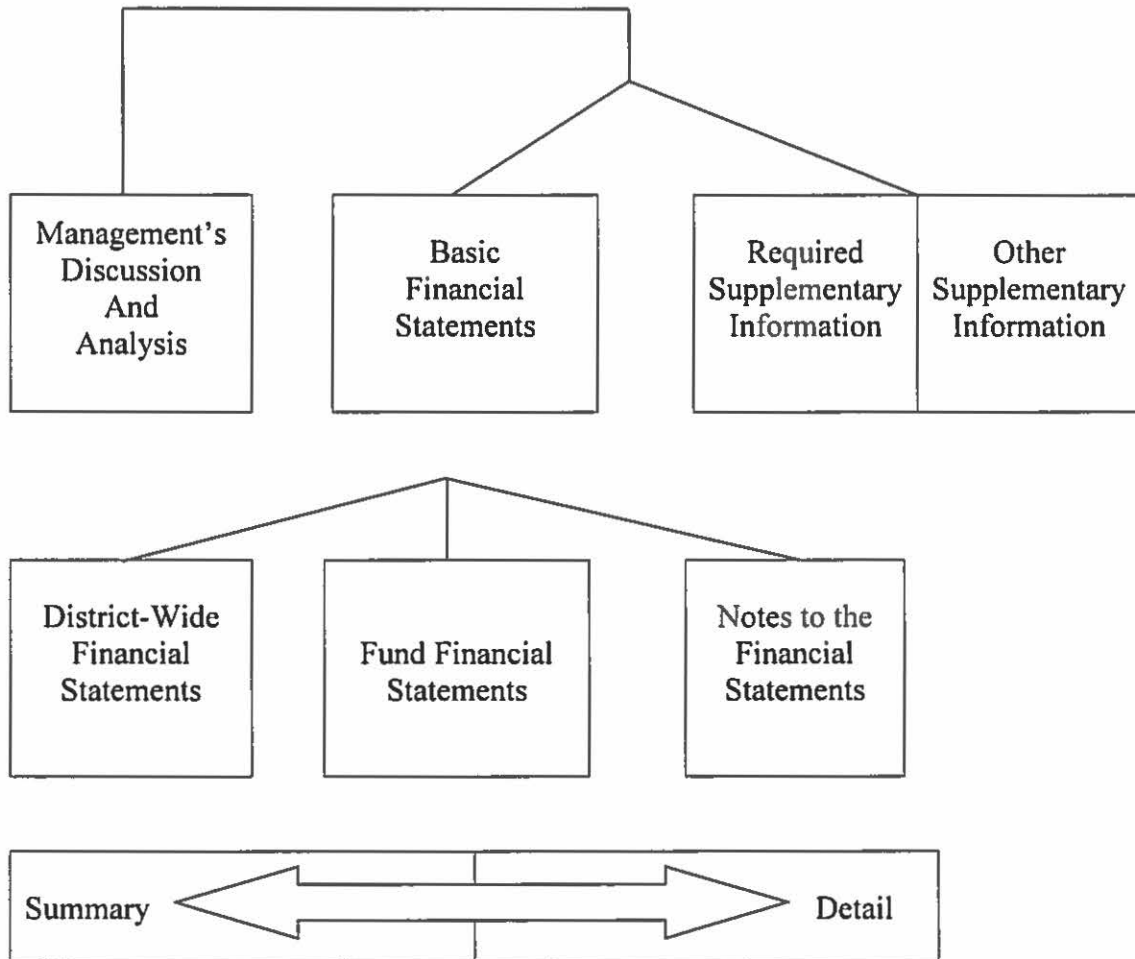 Management's
Discussion
And
Analysis
Basic
Financial
Statements
Required
Supplementary
Information
Other
Supplementary
Information
District-Wide
Financial
Statements
Fund Financial
Statements
Notes to the
Financial
Statements
Summary
Detail